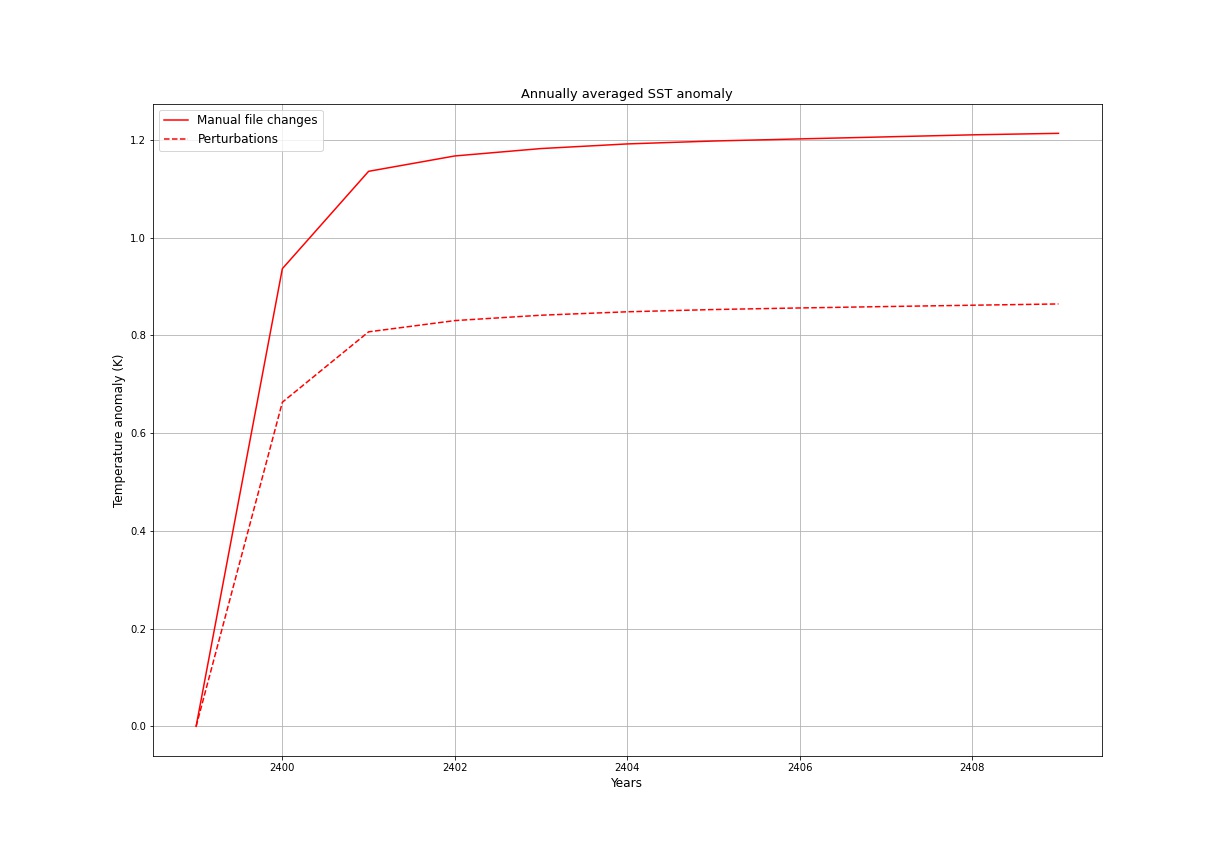 Annually averaged SST anomaly
Manual file changes
Perturbations
1.2
1.0
0.8
0.6
0.4
0.2
0.0
Temperature anomaly (K)
2400 2402 2404 2406 2408
Years